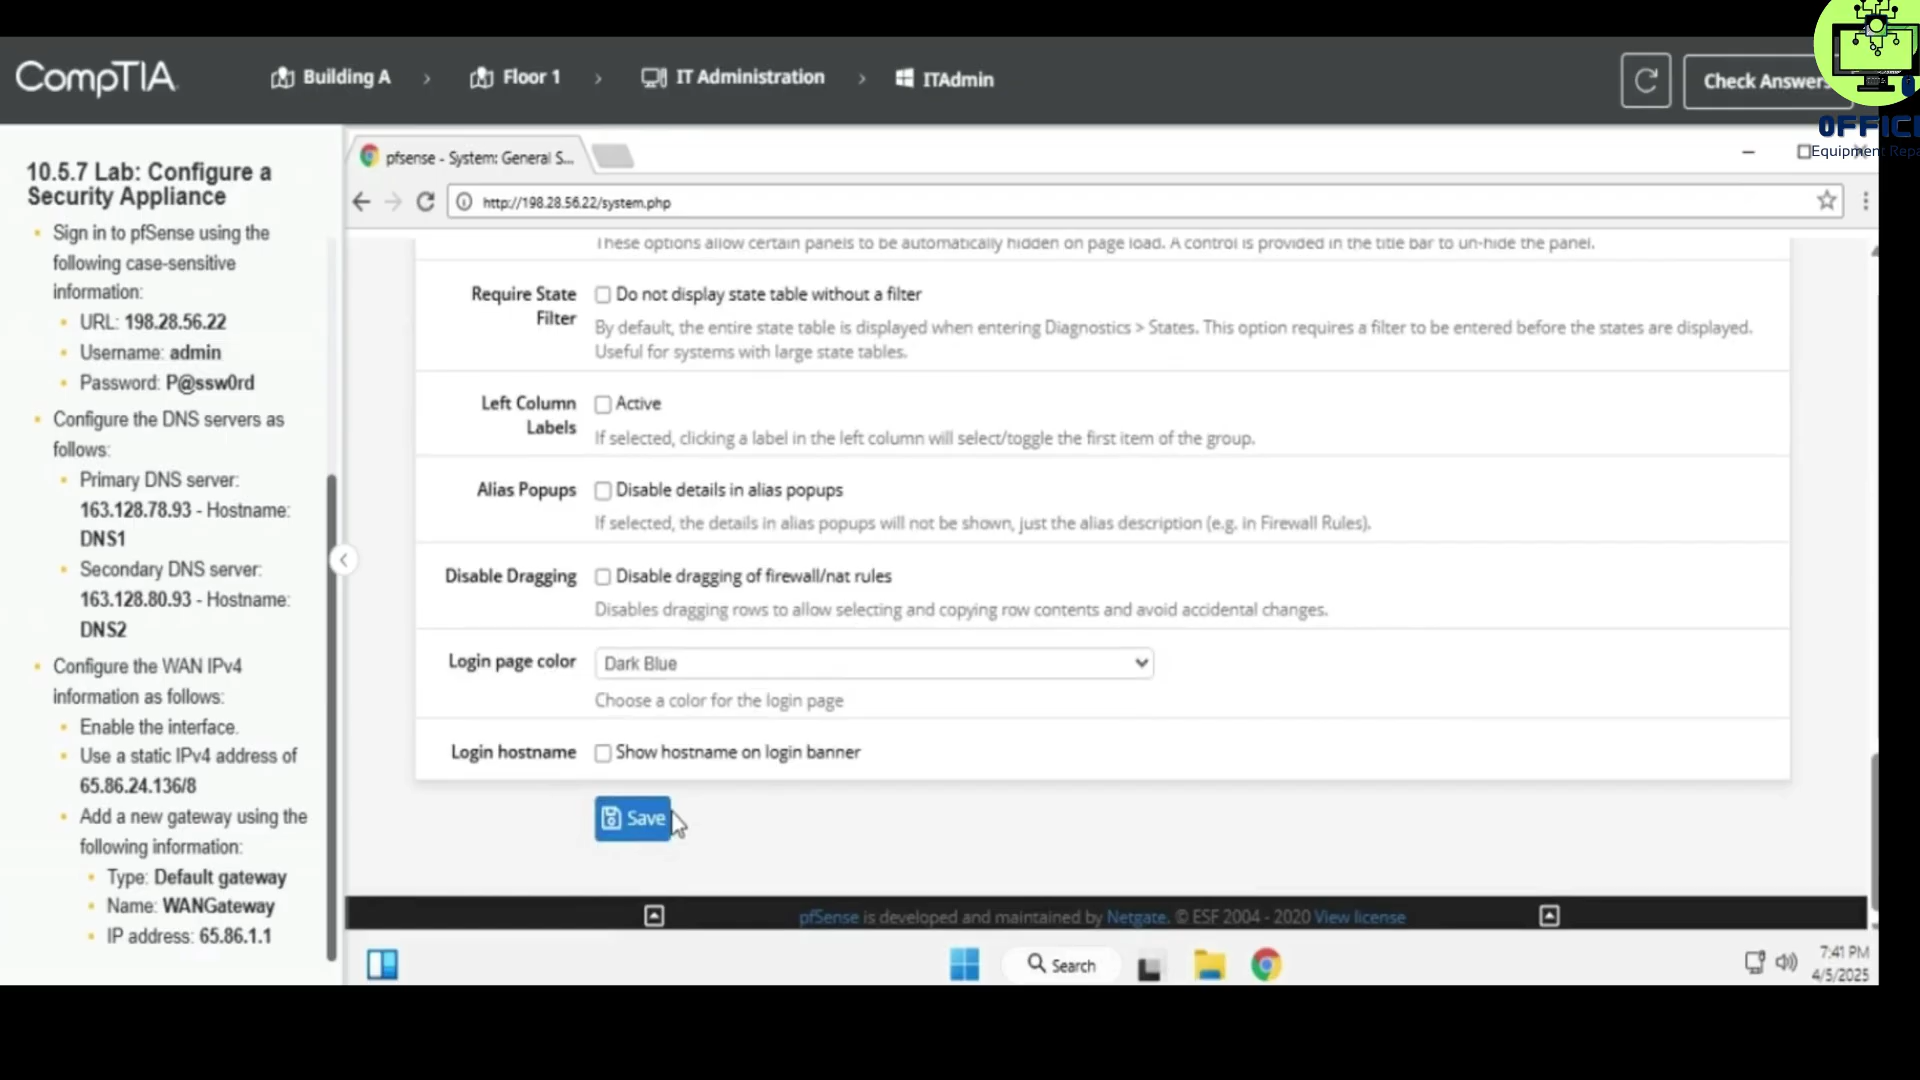 CompTIA
Building A > Floor 1 > IT Administration > ITAdmin
Check Answers
OFFIC
Equipment Repa
10.5.7 Lab: Configure a
Security Appliance
Sign in to pfSense using the
following case-sensitive
information:
URL: 198.28.56.22
Username: admin
Password: P@ssw0rd
Configure the DNS servers as
follows:
Primary DNS server:
163.128.78.93 - Hostname:
DNS1
Secondary DNS server:
163.128.80.93 - Hostname:
DNS2
Configure the WAN IPv4
information as follows:
Enable the interface.
Use a static IPv4 address of
65.86.24.136/8
Add a new gateway using the
following information:
Type: Default gateway
Name: WANGateway
IP address: 65.86.1.1
pfsense - System: General S...
http://198.28.56.22/system.php
These options allow certain panels to be automatically hidden on page load. A control is provided in the title bar to un-hide the panel.
Require State
Filter
Do not display state table without a filter
By default, the entire state table is displayed when entering Diagnostics > States. This option requires a filter to be entered before the states are displayed.
Useful for systems with large state tables.
Left Column
Labels
Active
If selected, clicking a label in the left column will select/toggle the first item of the group.
Alias Popups
Disable details in alias popups
If selected, the details in alias popups will not be shown, just the alias description (e.g. in Firewall Rules).
Disable Dragging
Disable dragging of firewall/nat rules
Disables dragging rows to allow selecting and copying row contents and avoid accidental changes.
Login page color
Dark Blue
Choose a color for the login page
Login hostname
Show hostname on login banner
Save
pfSense is developed and maintained by Netgate. © ESF 2004 - 2020 View license
Search
7:41 PM
4/5/2025